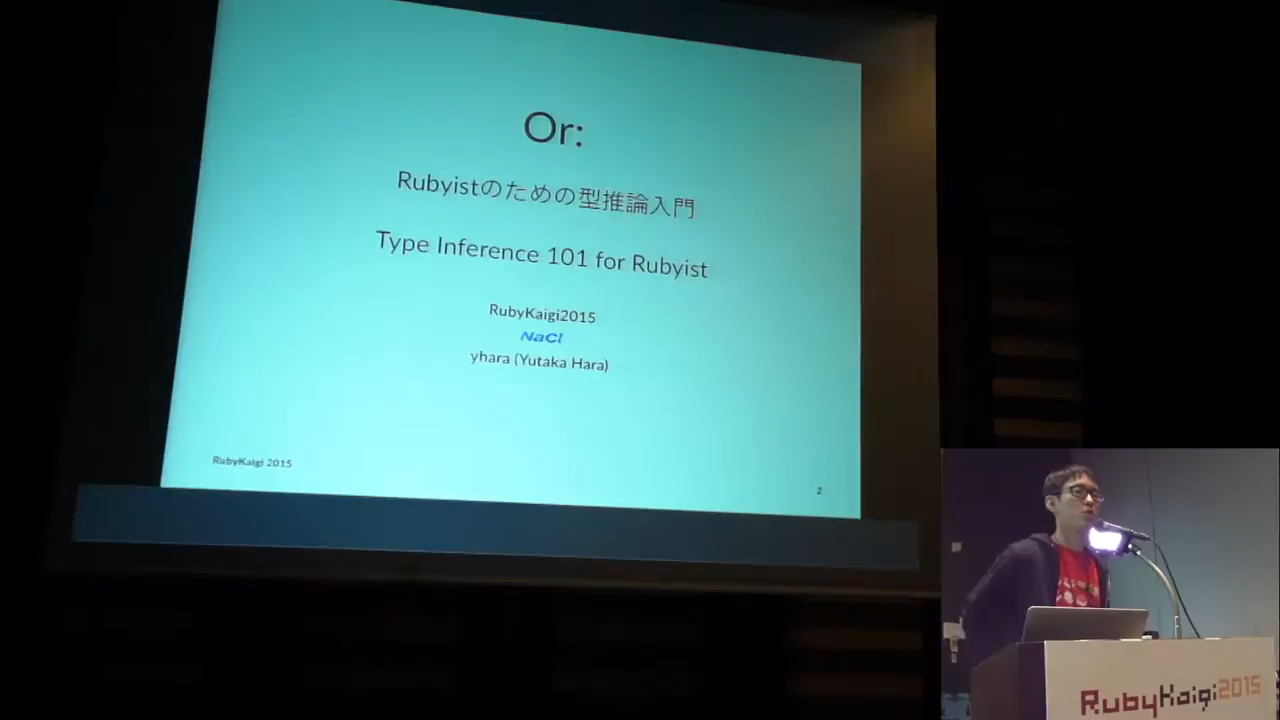 Or:
Rubyistのための型推論入門
Type Inference 101 for Rubyist
RubyKaigi2015
NaCl
yhara (Yutaka Hara)
RubyKaigi 2015
2
RubyKaigi2015